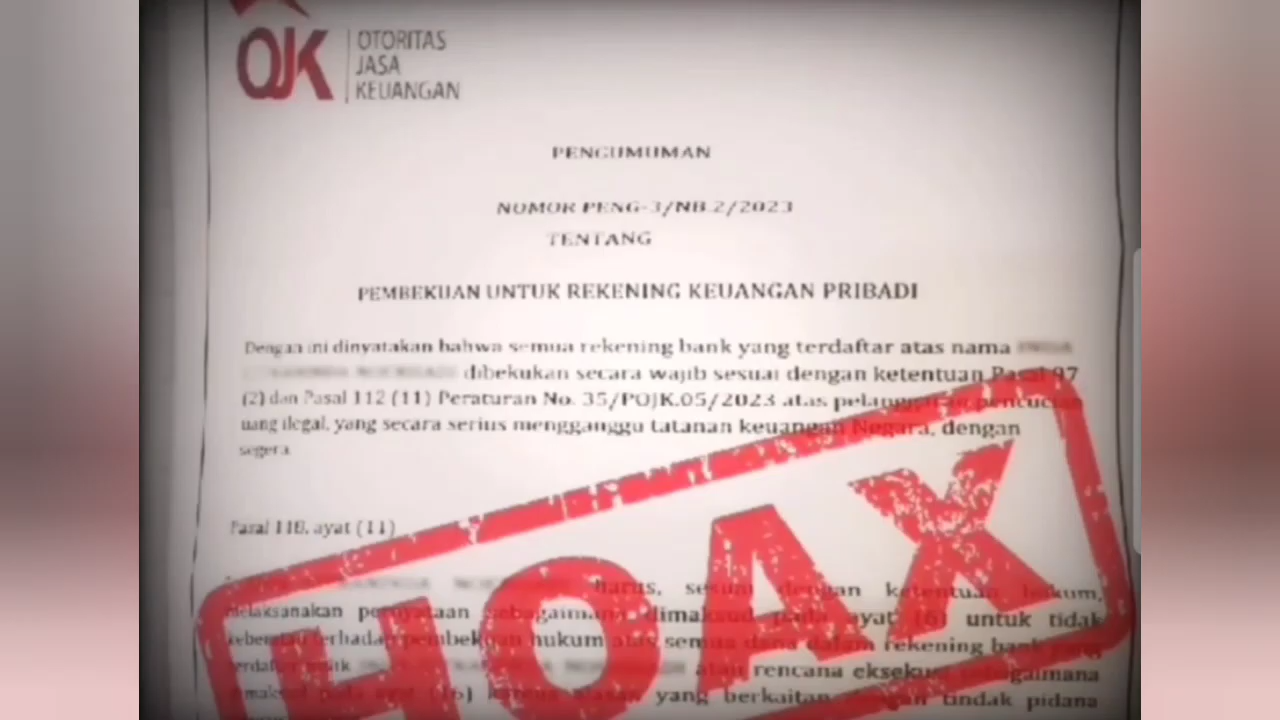 OJK
OTORITAS
JASA
KEUANGAN
PENGUMUMAN
NOMOR PENG-3/NB.2/2023
TENTANG
PEMBEKUAN UNTUK REKENING KEUANGAN PRIBADI
Dengan ini dinyatakan bahwa semua rekening bank yang terdaftar atas nama
dibekukan secara wajib sesuai dengan ketentuan Pasal 97
(2) dan Pasal 112 (11) Peraturan No. 35/POJK.05/2023 atas pelanggaran pencucian
uang ilegal, yang secara serius mengganggu tatanan keuangan Negara, dengan
segera.
Pasal 118, ayat (11)
harus, sesuai dengan ketentuan hukum,
melaksanakan pernyataan sebagaimana dimaksud pada ayat (6) untuk tidak
keberatan terhadap pembekuan hukum atas semua dana dalam rekening bank yang
terdaftar atau rencana eksekusi sebagaimana
dimaksud pada ayat (16) karena alasan yang berkaitan dengan tindak pidana
HOAX